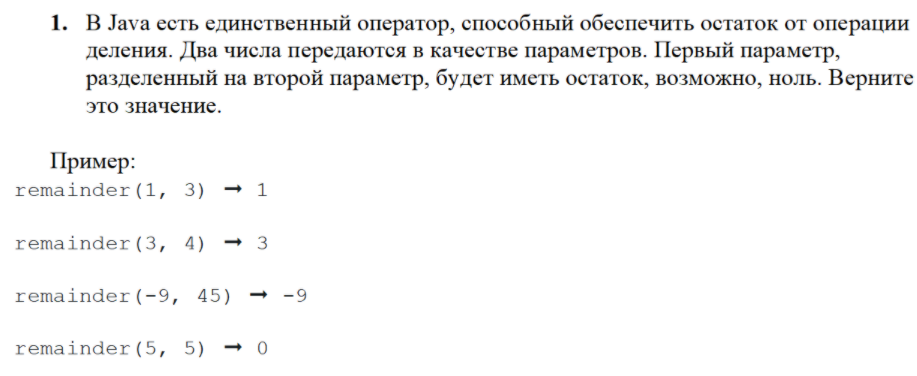 1. В Java есть единственный оператор, способный обеспечить остаток от операции
деления. Два числа передаются в качестве параметров. Первый параметр,
разделенный на второй параметр, будет иметь остаток, возможно, ноль. Верните
это значение.
Пример:
remainder(1, 3) ➞ 1
remainder(3, 4) ➞ 3
remainder(-9, 45) ➞ -9
remainder(5, 5) ➞ 0